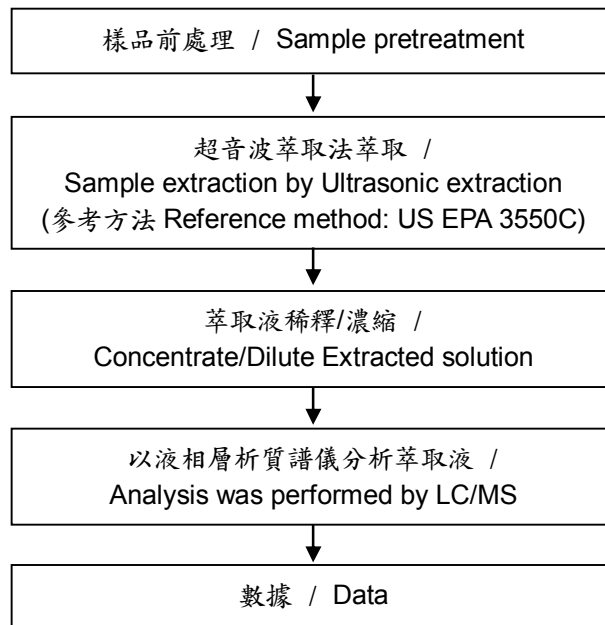 樣品前處理 / Sample pretreatment
超音波萃取法萃取 /
Sample extraction by Ultrasonic extraction
(參考方法 Reference method: US EPA 3550C)
萃取液稀釋/濃縮 /
Concentrate/Dilute Extracted solution
以液相層析質譜儀分析萃取液 /
Analysis was performed by LC/MS
數據 / Data